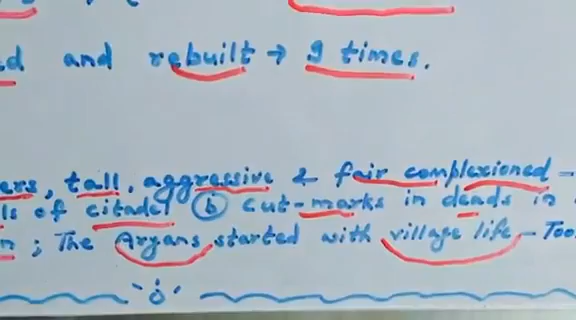 and rebuilt → 9 times.
tall, aggressive & fair complexioned -
of citadel ⓑ cut-marks in deads in
; The Aryans started with village life - Too